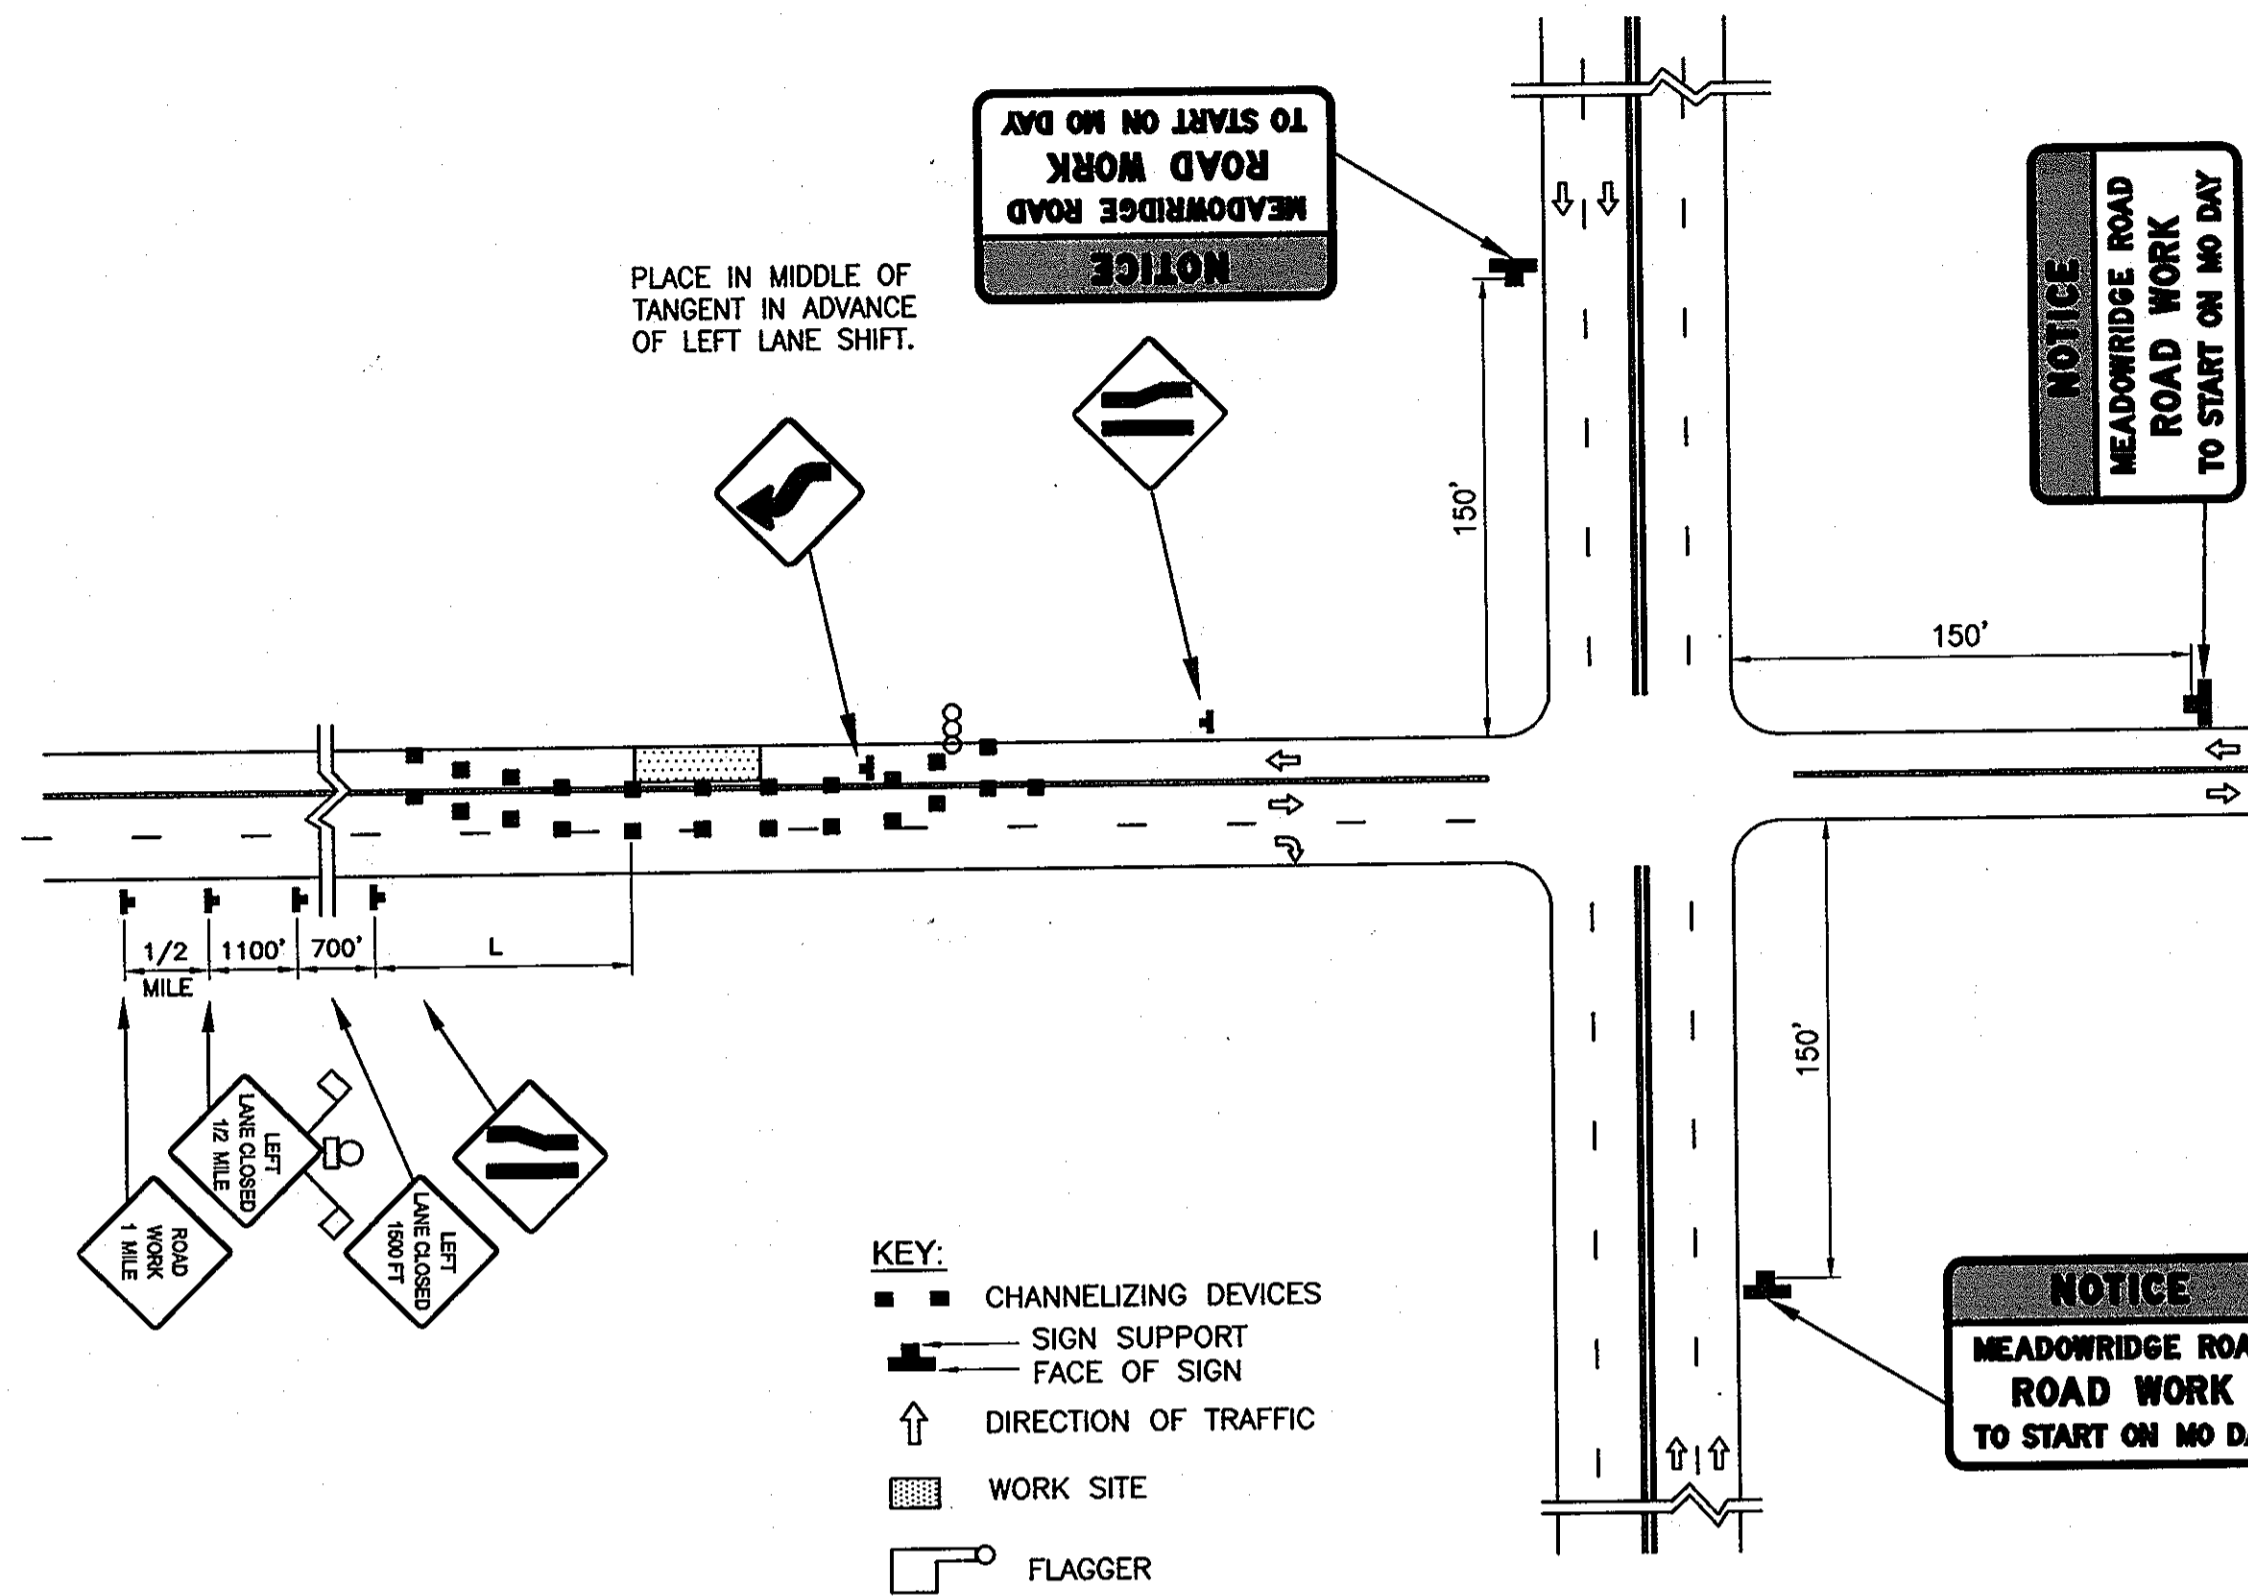 TO START ON MO DAY
ROAD WORK
MEADOWRIDGE ROAD
NOTICE
NOTICE
MEADOWRIDGE ROAD
ROAD WORK
TO START ON MO DAY
PLACE IN MIDDLE OF
TANGENT IN ADVANCE
OF LEFT LANE SHIFT.
150'
150'
1/2
MILE
1100'
700'
L
150'
LEFT
LANE CLOSED
1/2 MILE
ROAD
WORK
1 MILE
LEFT
LANE CLOSED
1500 FT
KEY:
CHANNELIZING DEVICES
SIGN SUPPORT
FACE OF SIGN
DIRECTION OF TRAFFIC
WORK SITE
FLAGGER
NOTICE
MEADOWRIDGE ROA
ROAD WORK
TO START ON MO DA